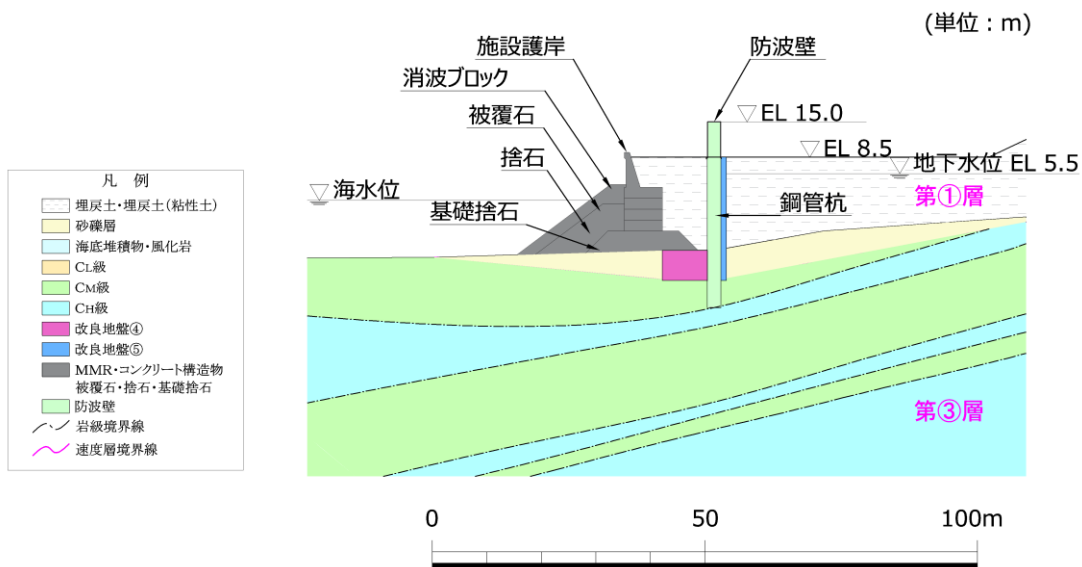 (単位：m)
施設護岸
防波壁
消波ブロック
EL 15.0
被覆石
EL 8.5
地下水位 EL 5.5
捨石
海水位
第①層
鋼管杭
基礎捨石
第③層
凡 例
埋戻土・埋戻土(粘性土)
砂礫層
海底堆積物・風化岩
CL級
CM級
CH級
改良地盤④
改良地盤⑤
MMR・コンクリート構造物
被覆石・捨石・基礎捨石
防波壁
岩級境界線
速度層境界線
0 50 100m